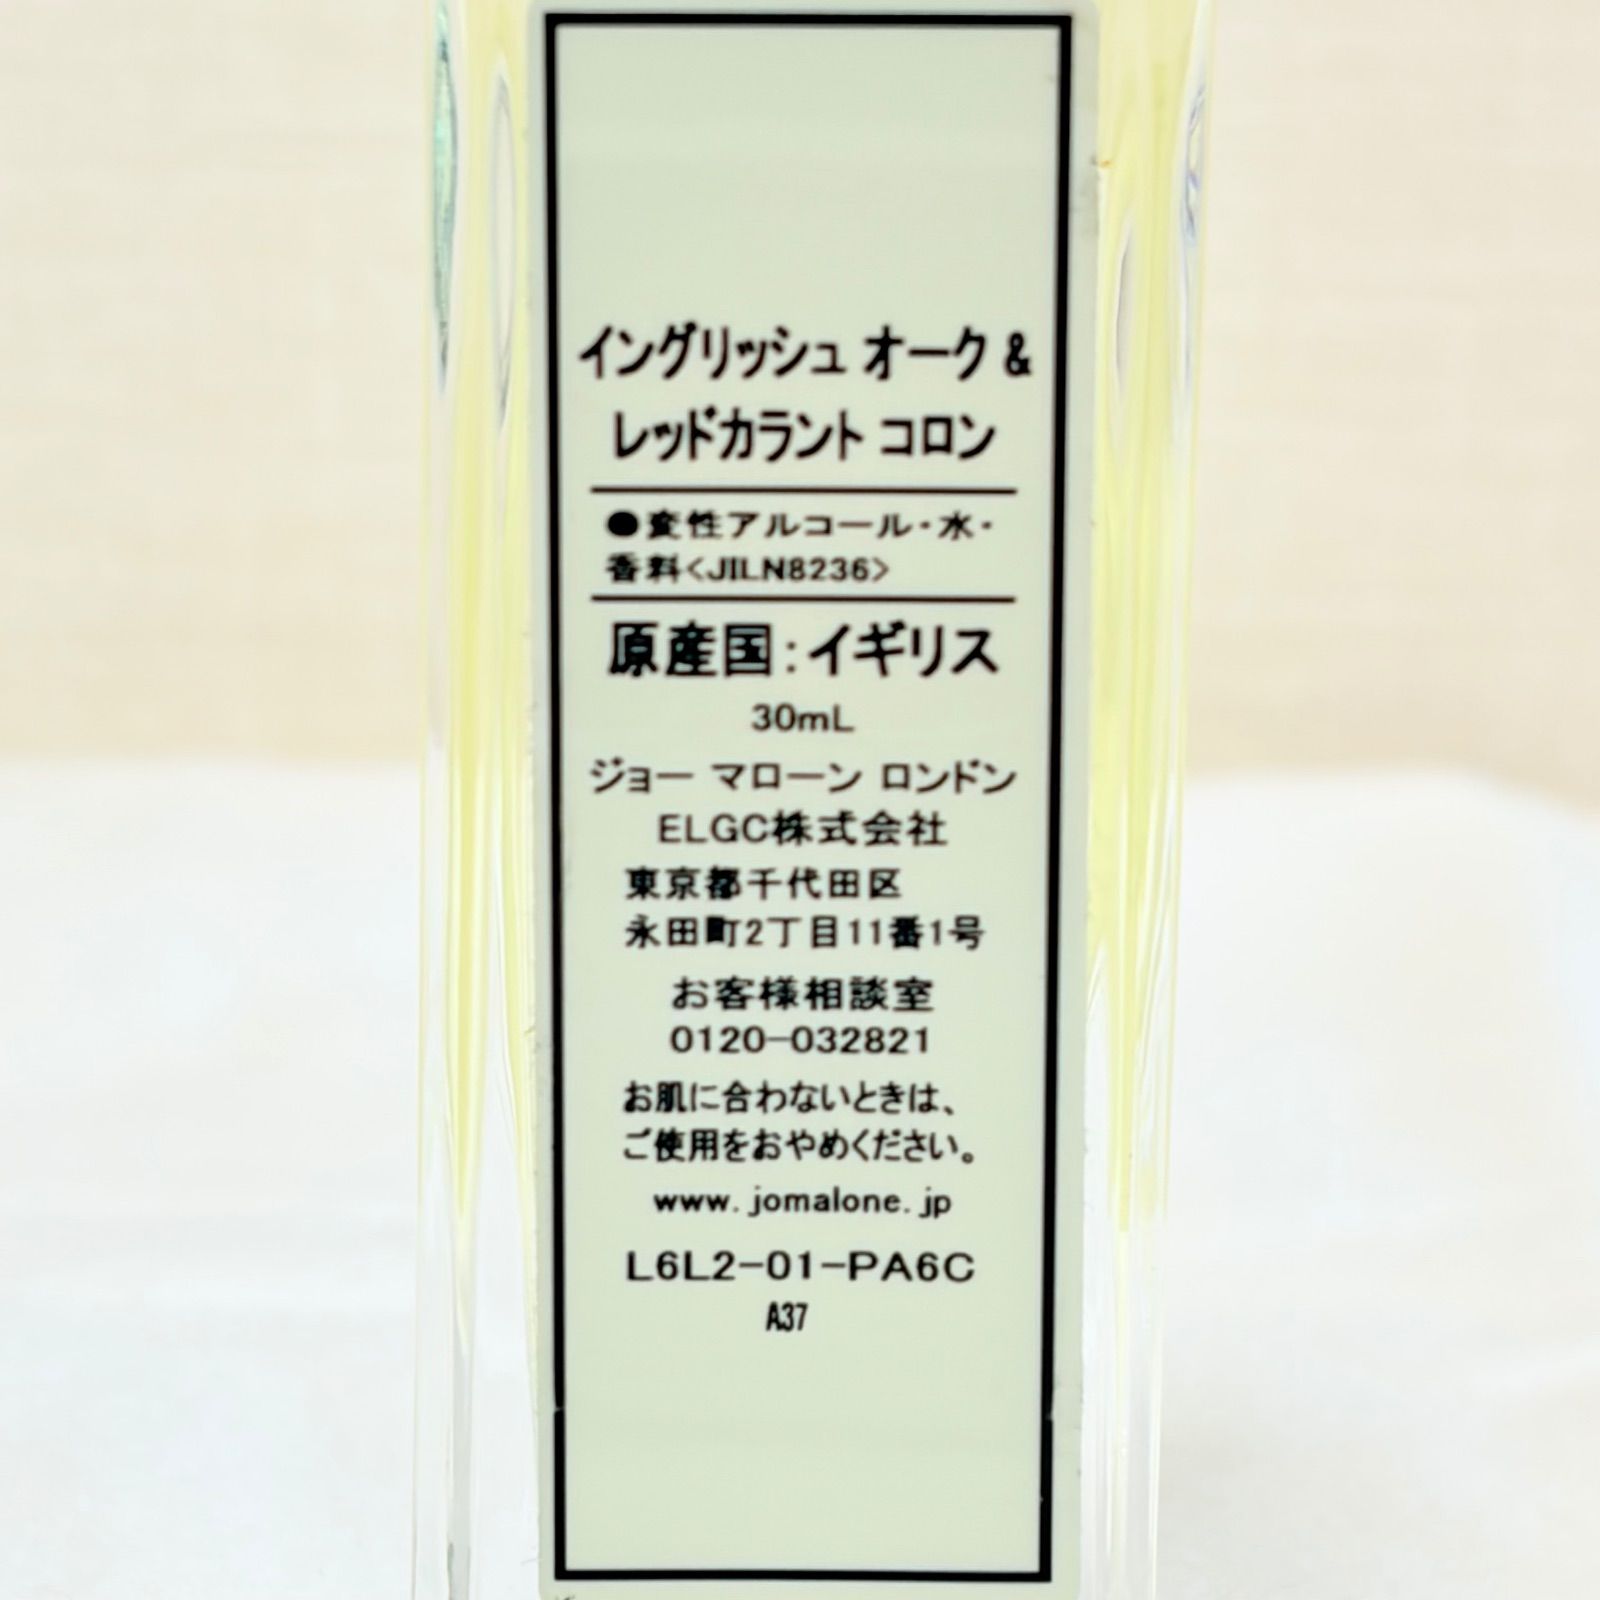 イングリッシュ オーク &
レッドカラント コロン
●変性アルコール・水・
香料<JILN8236>
原産国:イギリス
30mL
ジョー マローン ロンドン
ELGC株式会社
東京都千代田区
永田町2丁目11番1号
お客様相談室
0120-032821
お肌に合わないときは、
ご使用をおやめください。
www.jomalone.jp
L6L2-01-PA6C
A37